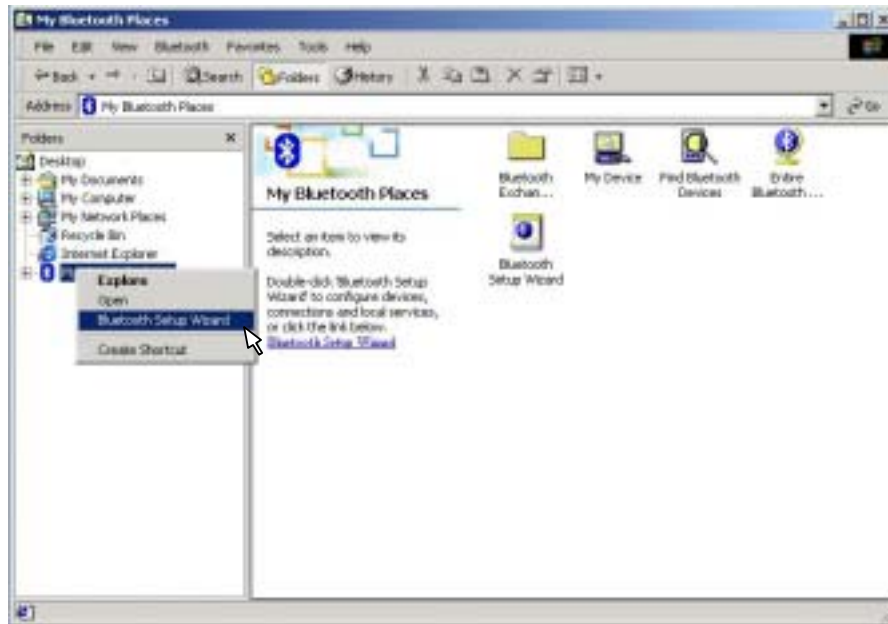 My Bluetooth Places
File Edit View Bluetooth Favorites Tools Help
Back Search Folders History
Address My Bluetooth Places Go
Folders
Desktop
My Documents
My Computer
My Network Places
Recycle Bin
Internet Explorer
Explore
Open
Bluetooth Setup Wizard
Create Shortcut
My Bluetooth Places
Select an item to view its
description.
Double-click 'Bluetooth Setup
Wizard' to configure devices,
connections and local services,
or click the link below.
Bluetooth Setup Wizard
Bluetooth
Exchan...
My Device
Find Bluetooth
Devices
Entire
Bluetooth ...
Bluetooth
Setup Wizard